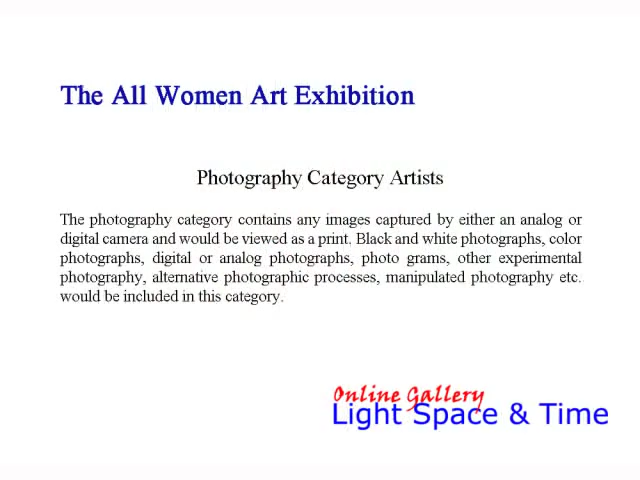 The All Women Art Exhibition
Photography Category Artists
The photography category contains any images captured by either an analog or
digital camera and would be viewed as a print. Black and white photographs, color
photographs, digital or analog photographs, photo grams, other experimental
photography, alternative photographic processes, manipulated photography etc.
would be included in this category.
Online Gallery
Light Space & Time